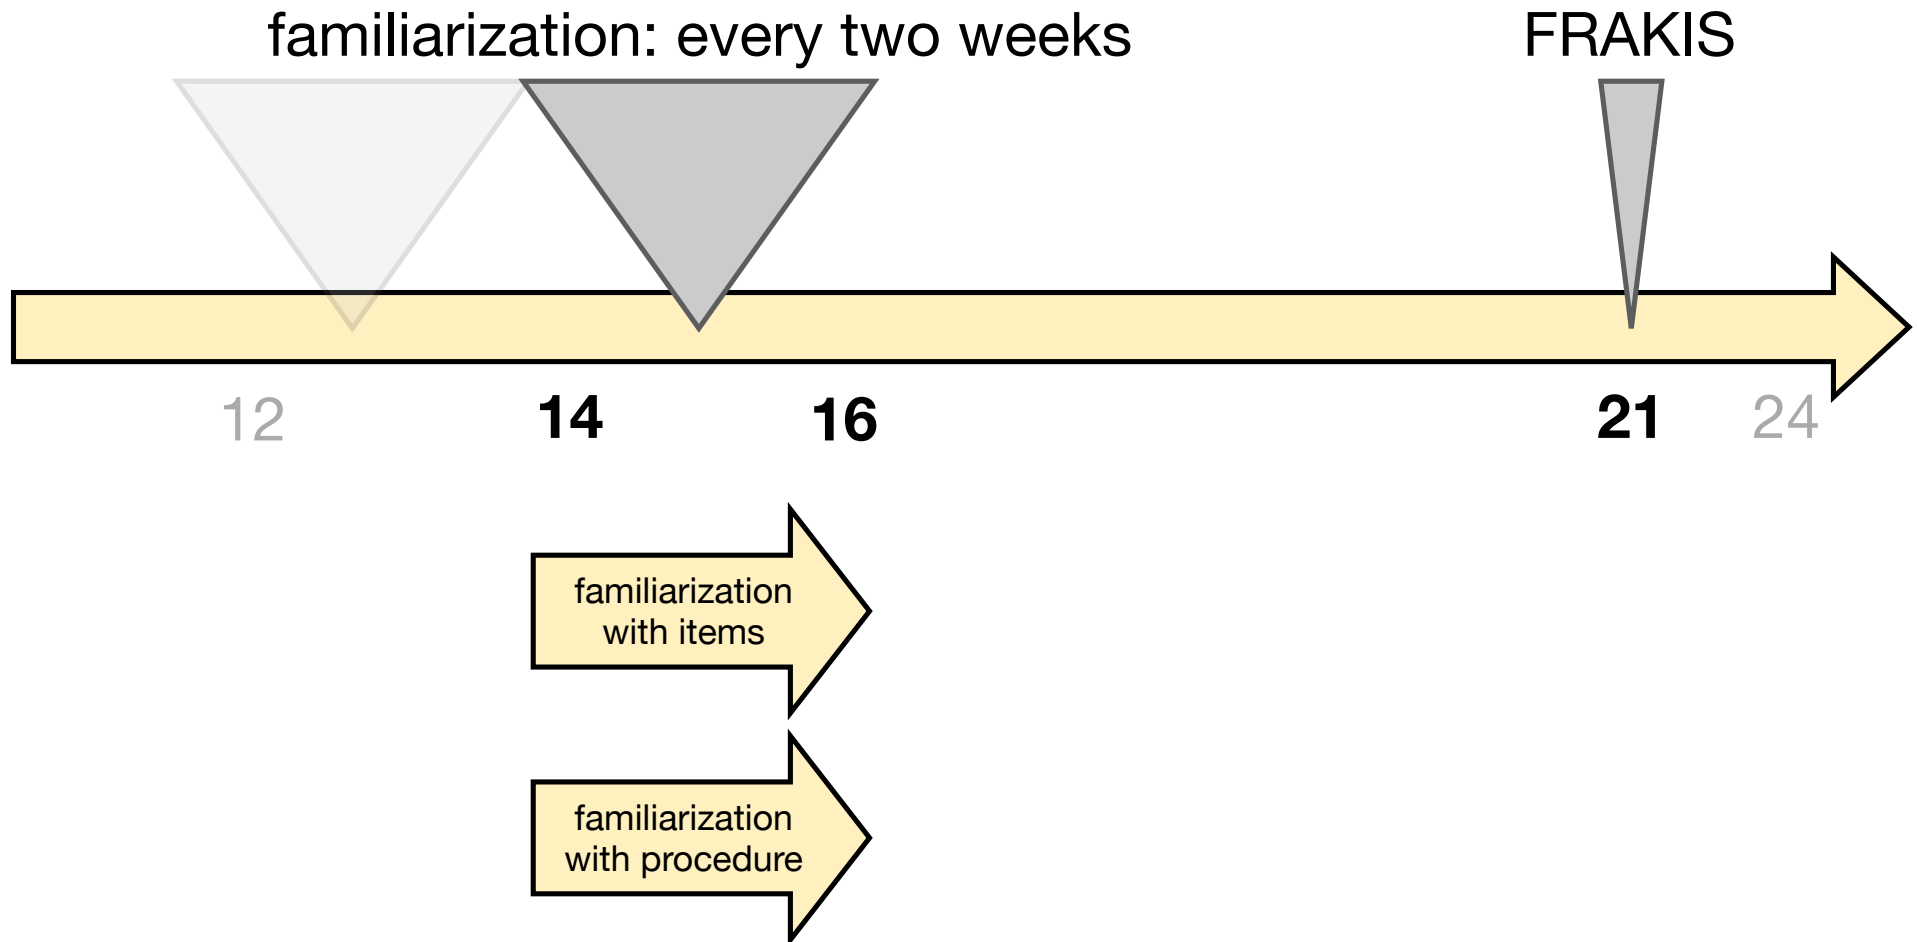 familiarization: every two weeks
FRAKIS
12
14
16
21
24
familiarization
with items
familiarization
with procedure